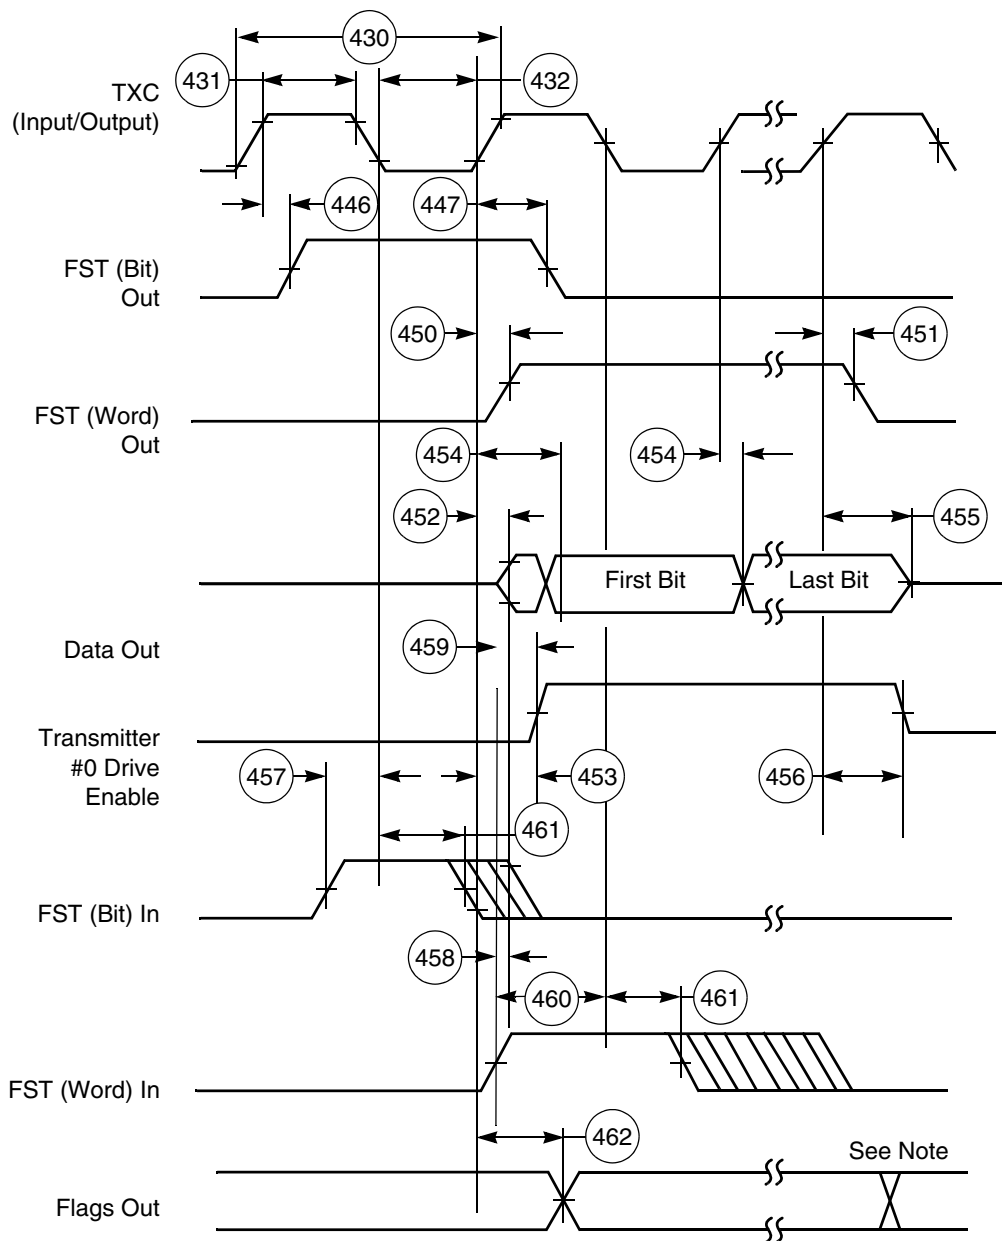 430
431
432
TXC
(Input/Output)
446
447
FST (Bit)
Out
450
451
FST (Word)
Out
454
454
452
455
First Bit
Last Bit
459
Data Out
Transmitter
#0 Drive
Enable
457
453
456
461
FST (Bit) In
458
460
461
FST (Word) In
462
See Note
Flags Out